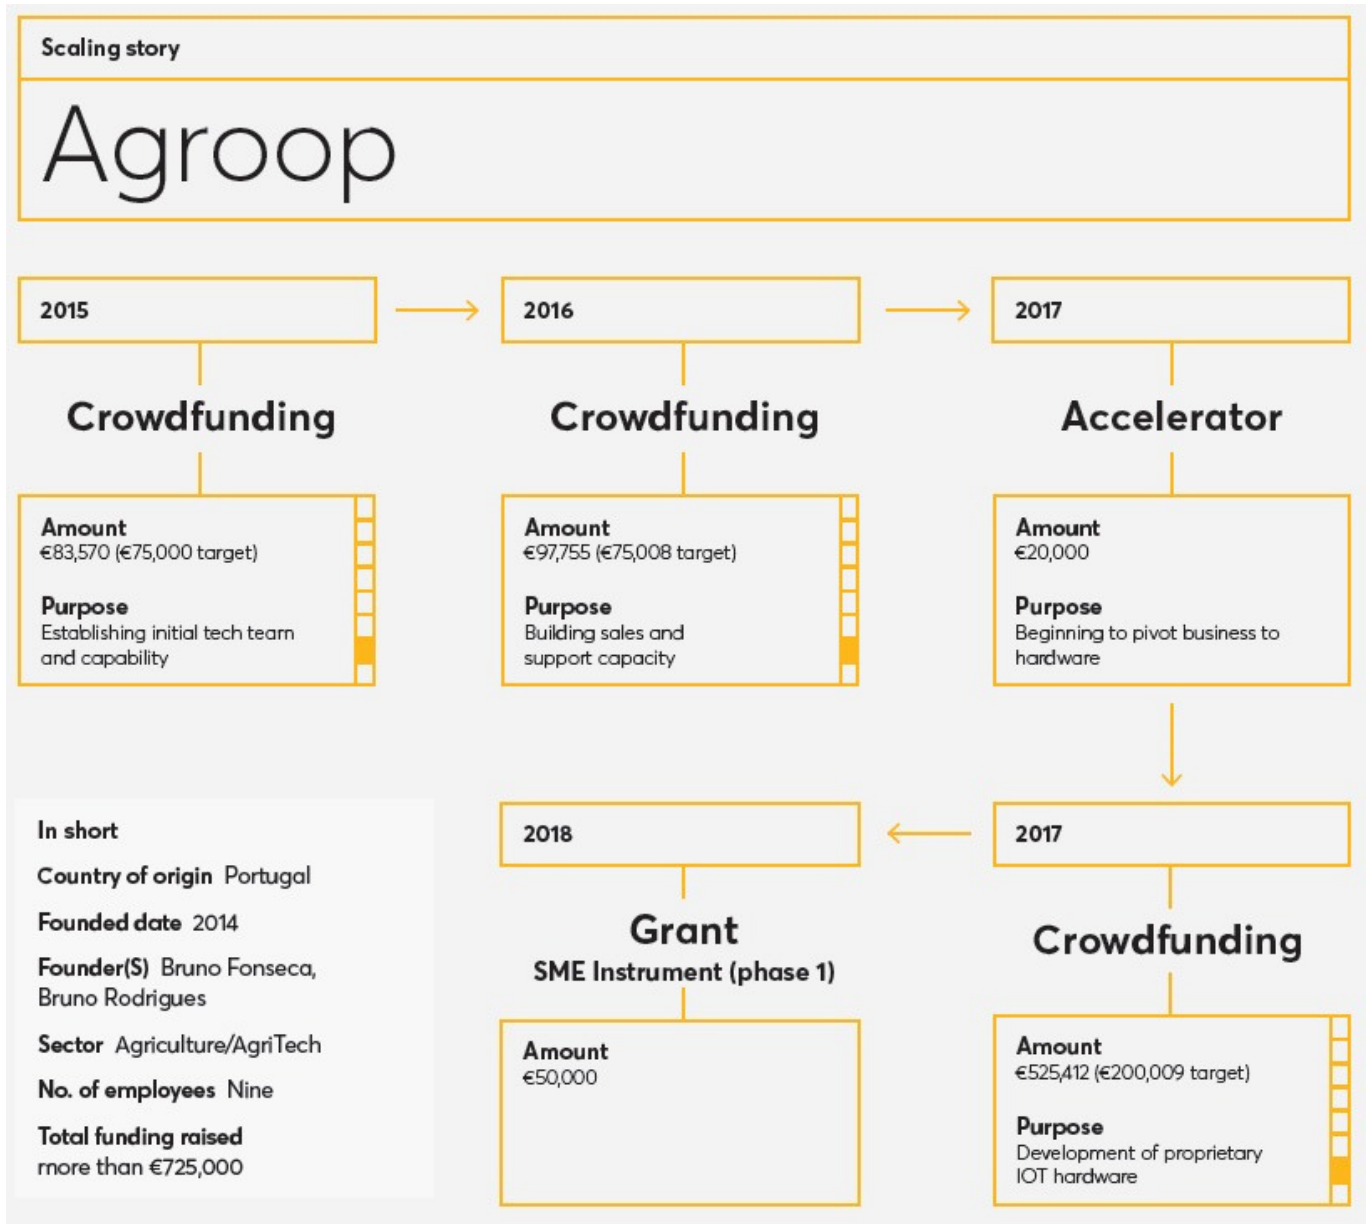 Scaling story
Agroop
2015
2016
2017
Crowdfunding
Crowdfunding
Accelerator
Amount
€83,570 (€75,000 target)
Purpose
Establishing initial tech team
and capability
Amount
€97,755 (€75,008 target)
Purpose
Building sales and
support capacity
Amount
€20,000
Purpose
Beginning to pivot business to
hardware
2017
Crowdfunding
Amount
€525,412 (€200,009 target)
Purpose
Development of proprietary
IOT hardware
2018
Grant
SME Instrument (phase 1)
Amount
€50,000
In short
Country of origin Portugal
Founded date 2014
Founder(S) Bruno Fonseca,
Bruno Rodrigues
Sector Agriculture/AgriTech
No. of employees Nine
Total funding raised
more than €725,000